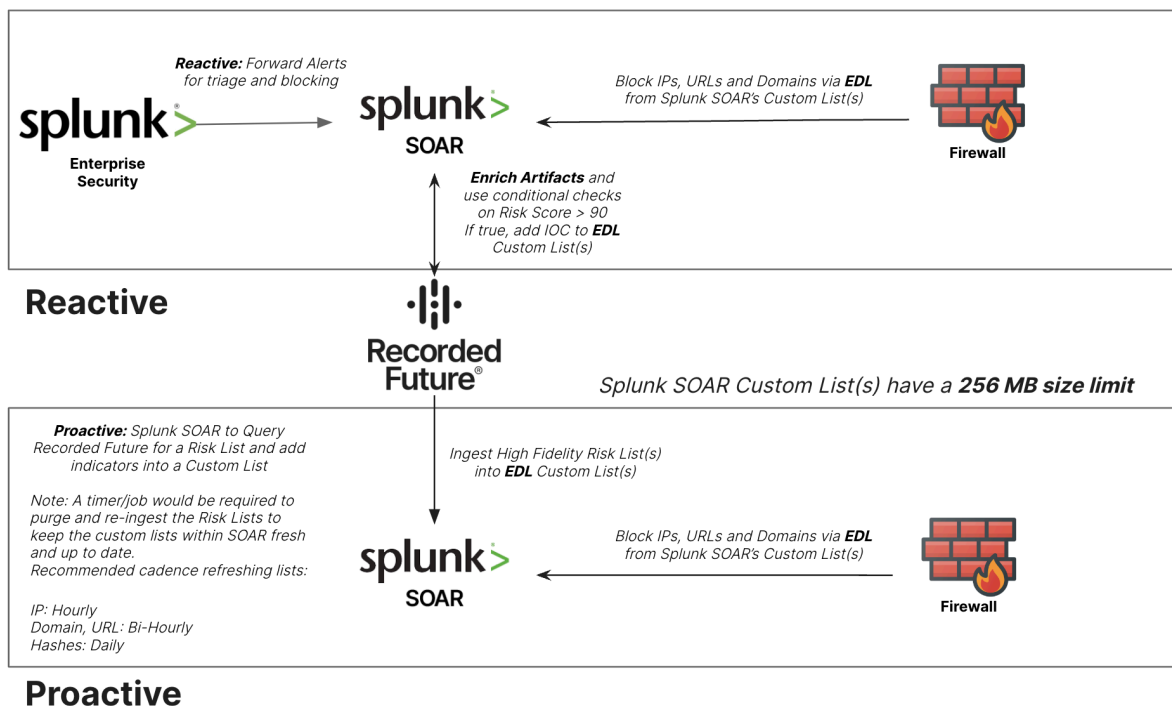 Reactive: Forward Alerts
for triage and blocking
splunk>
Enterprise
Security
splunk>
SOAR
Block IPs, URLs and Domains via EDL
from Splunk SOAR's Custom List(s)
Firewall
Enrich Artifacts and
use conditional checks
on Risk Score > 90
If true, add IOC to EDL
Custom List(s)
Reactive
Recorded
Future®
Splunk SOAR Custom List(s) have a 256 MB size limit
Proactive: Splunk SOAR to Query
Recorded Future for a Risk List and add
indicators into a Custom List
Note: A timer/job would be required to
purge and re-ingest the Risk Lists to
keep the custom lists within SOAR fresh
and up to date.
Recommended cadence refreshing lists:
IP: Hourly
Domain, URL: Bi-Hourly
Hashes: Daily
Ingest High Fidelity Risk List(s)
into EDL Custom List(s)
splunk>
SOAR
Block IPs, URLs and Domains via EDL
from Splunk SOAR's Custom List(s)
Firewall
Proactive